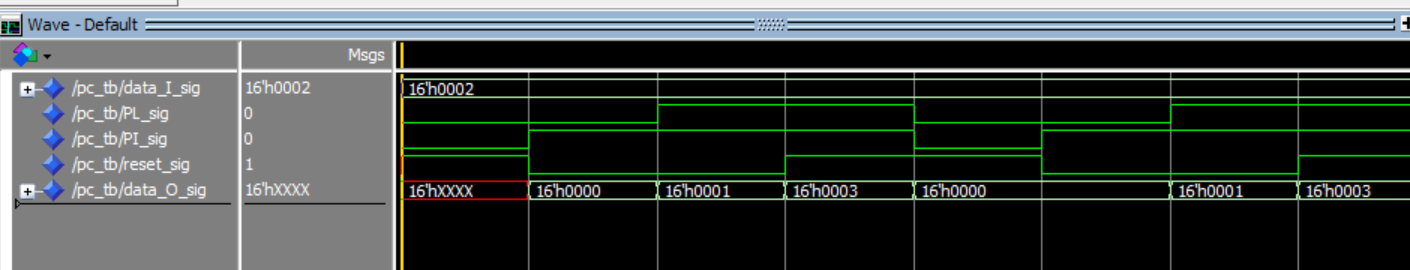 Wave - Default
Msgs
/pc_tb/data_I_sig 16'h0002 16'h0002
/pc_tb/PL_sig 0
/pc_tb/PI_sig 0
/pc_tb/reset_sig 1
/pc_tb/data_O_sig 16'hXXXX 16'hXXXX 16'h0000 16'h0001 16'h0003 16'h0000 16'h0001 16'h0003